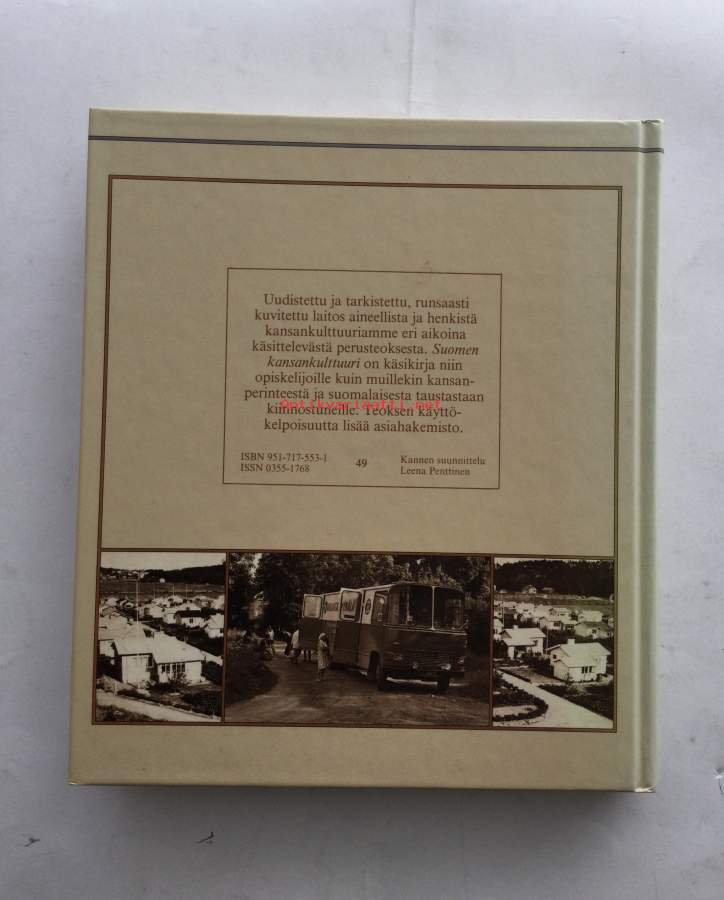 Uudistettu ja tarkistettu, runsaasti
kuvitettu laitos aineellista ja henkistä
kansankulttuuriamme eri aikoina
käsittelevästä perusteoksesta. Suomen
kansankulttuuri on käsikirja niin
opiskelijoille kuin muillekin kansan-
perinteestä ja suomalaisesta taustastaan
kiinnostuneille. Teoksen käyttö-
kelpoisuutta lisää asiahakemisto.
antikvariaatti.net
ISBN 951-717-553-1
ISSN 0355-1768
49
Kannen suunnittelu
Leena Penttinen